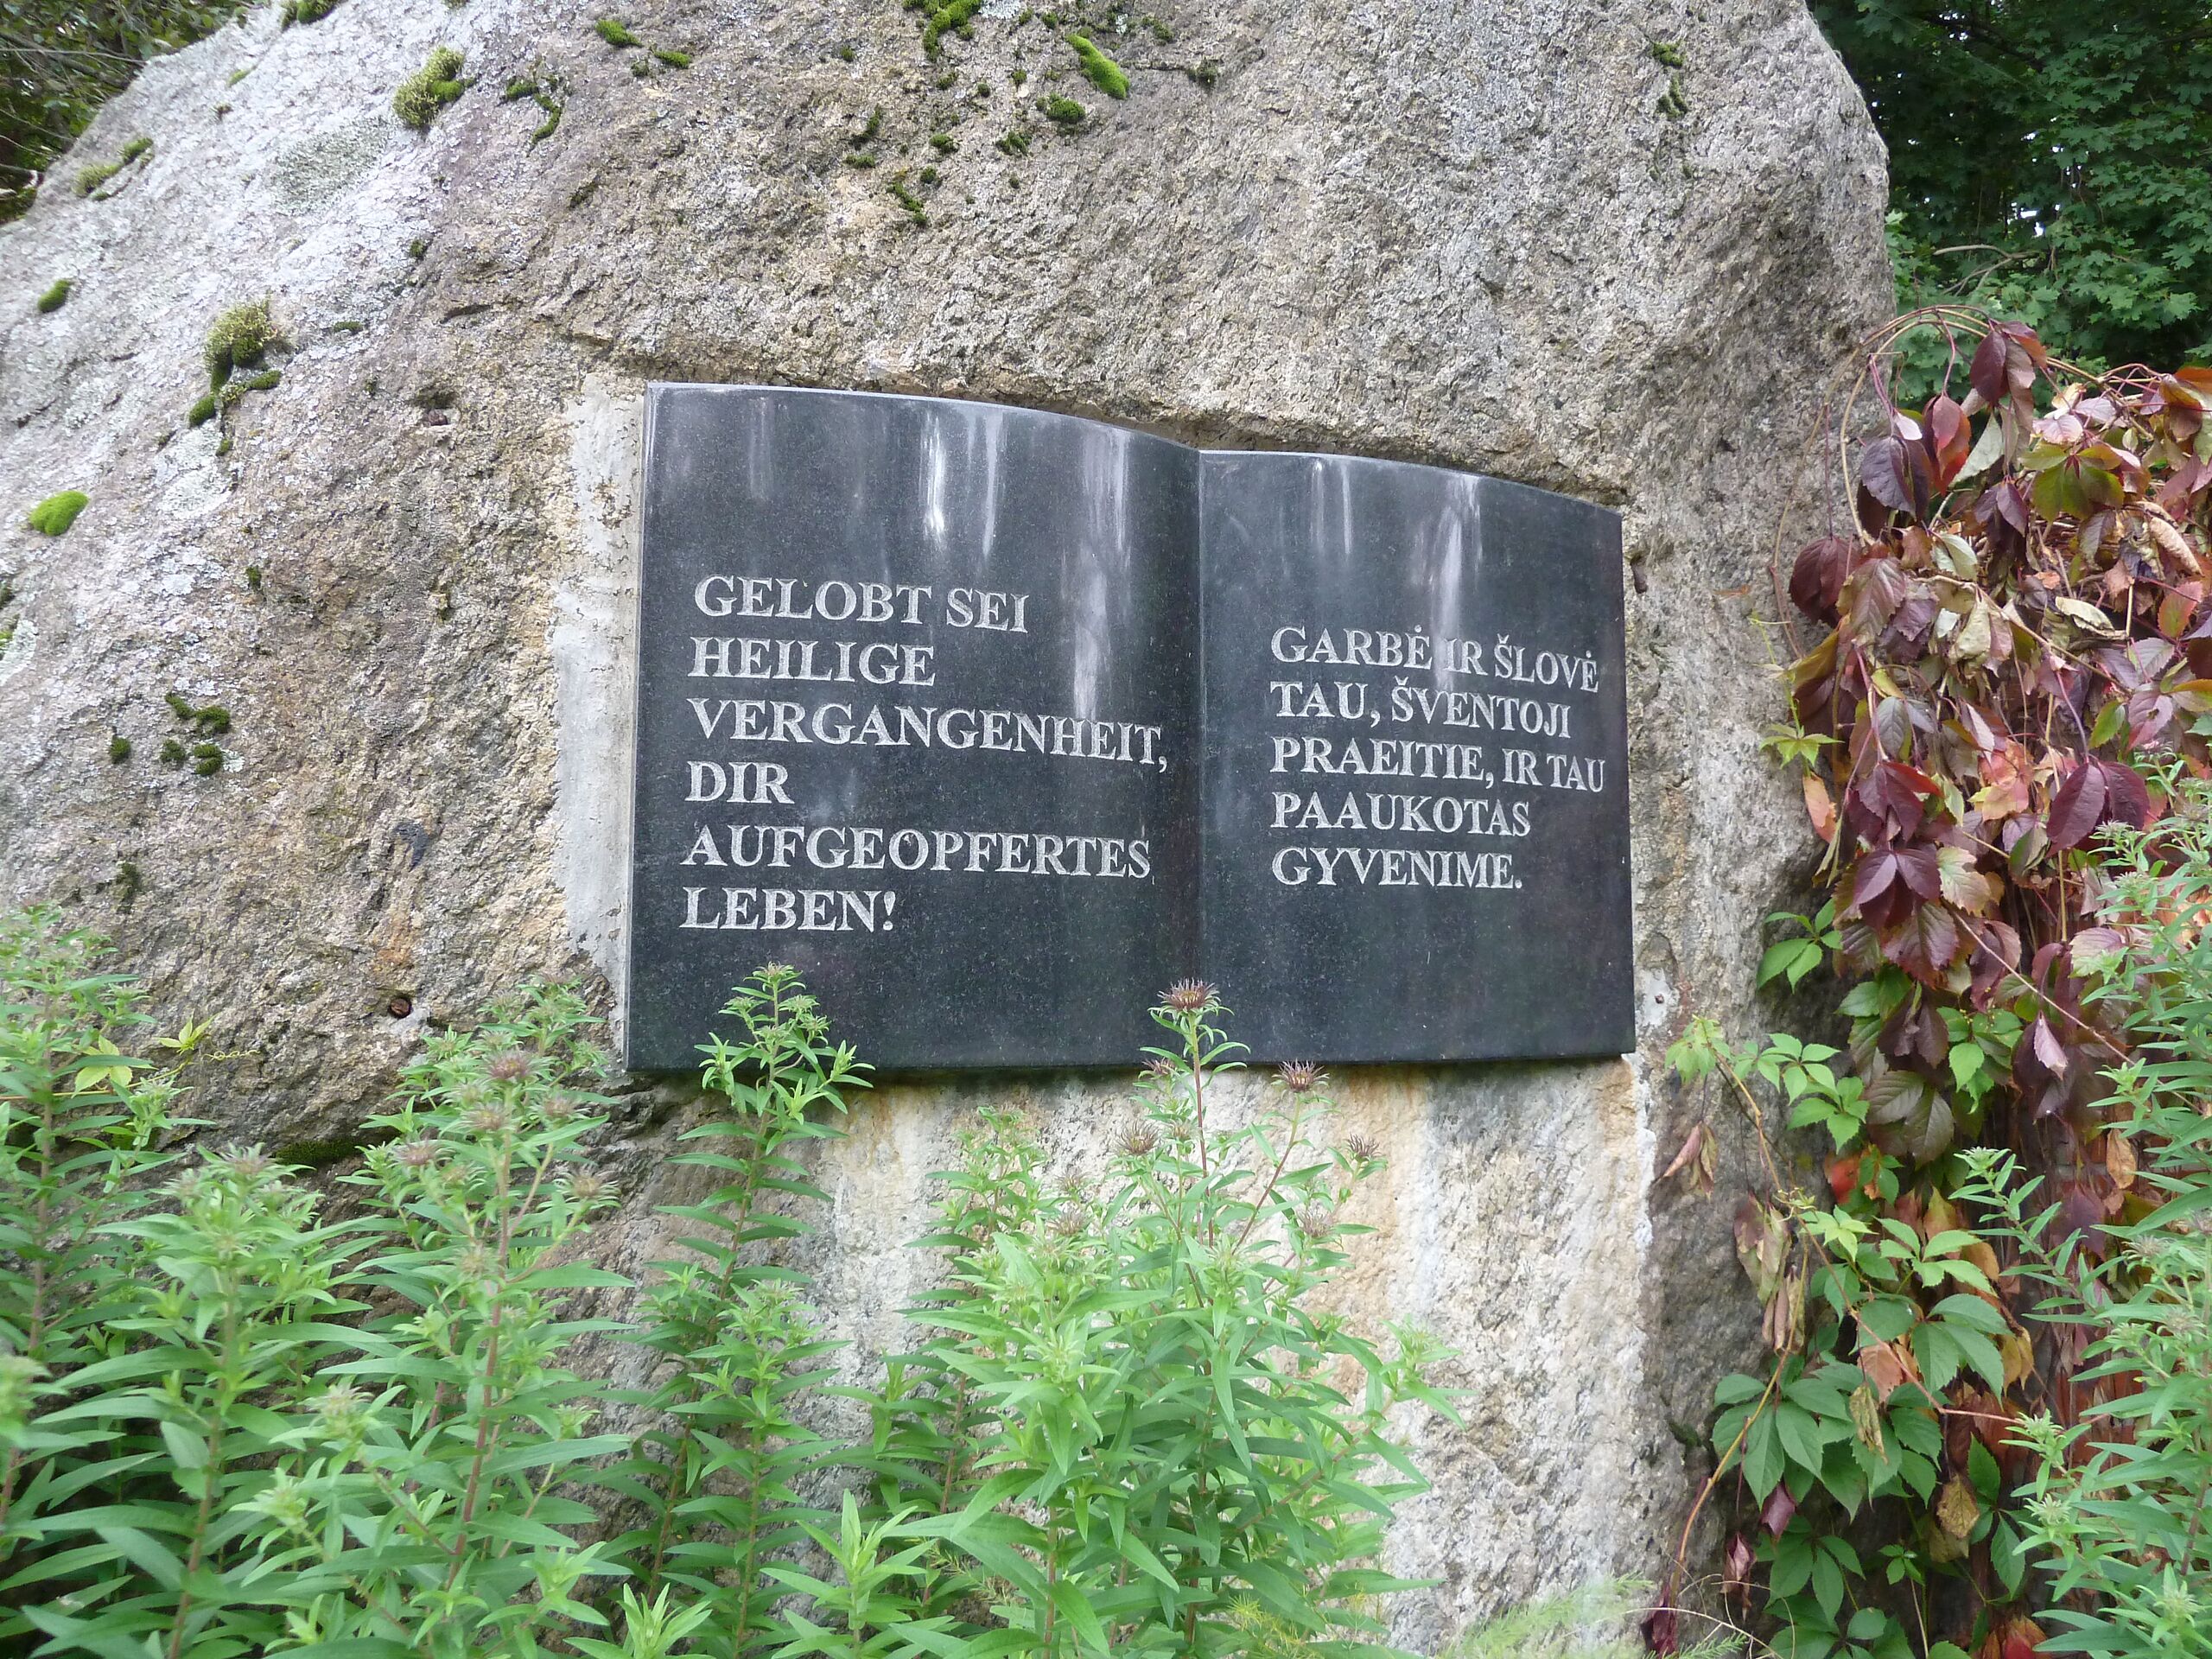 GELOBT SEI
HEILIGE
VERGANGENHEIT,
DIR
AUFGEOPFERTES
LEBEN!
GARBĖ IR ŠLOVĖ
TAU, ŠVENTOJI
PRAEITIE, IR TAU
PAAUKOTAS
GYVENIME.